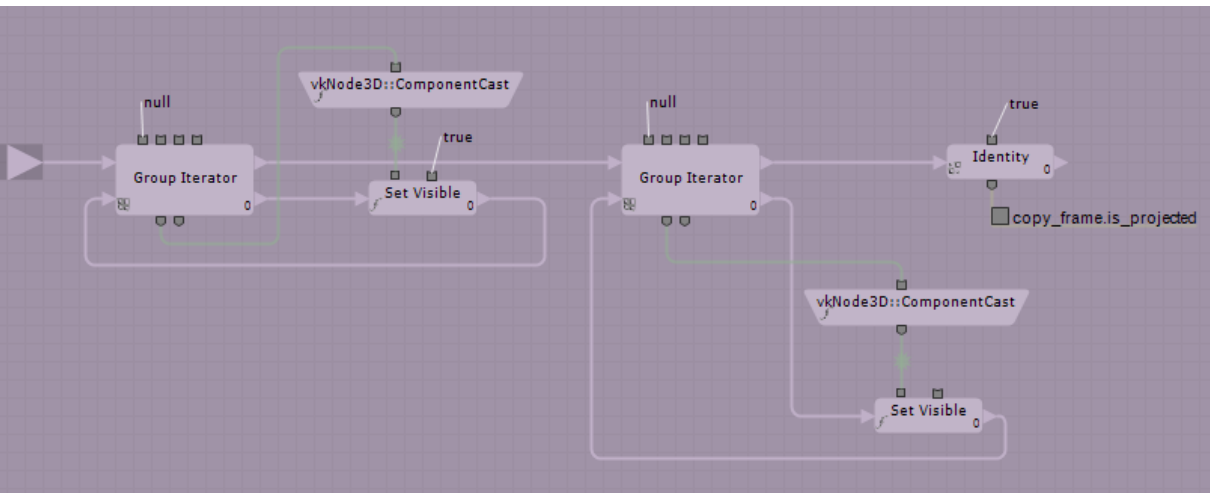 vkNode3D::ComponentCast
null
true
Group Iterator
0
Set Visible
0
null
true
Group Iterator
0
Identity
0
copy_frame.is_projected
vkNode3D::ComponentCast
Set Visible
0